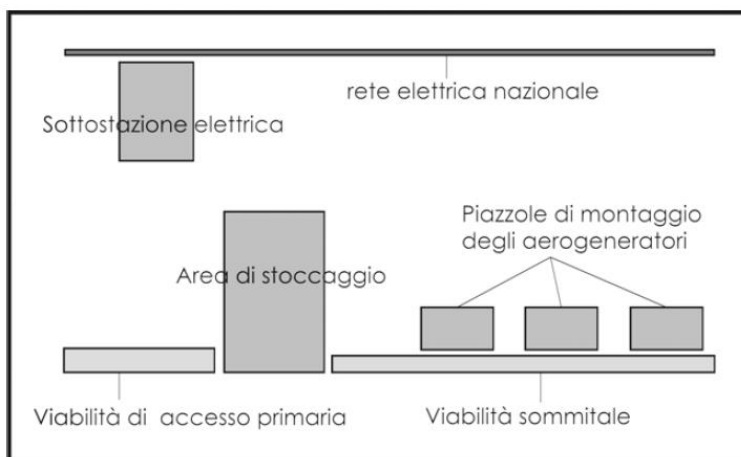 rete elettrica nazionale
Sottostazione elettrica
Piazzole di montaggio
degli aerogeneratori
Area di stoccaggio
Viabilità di accesso primaria
Viabilità sommitale